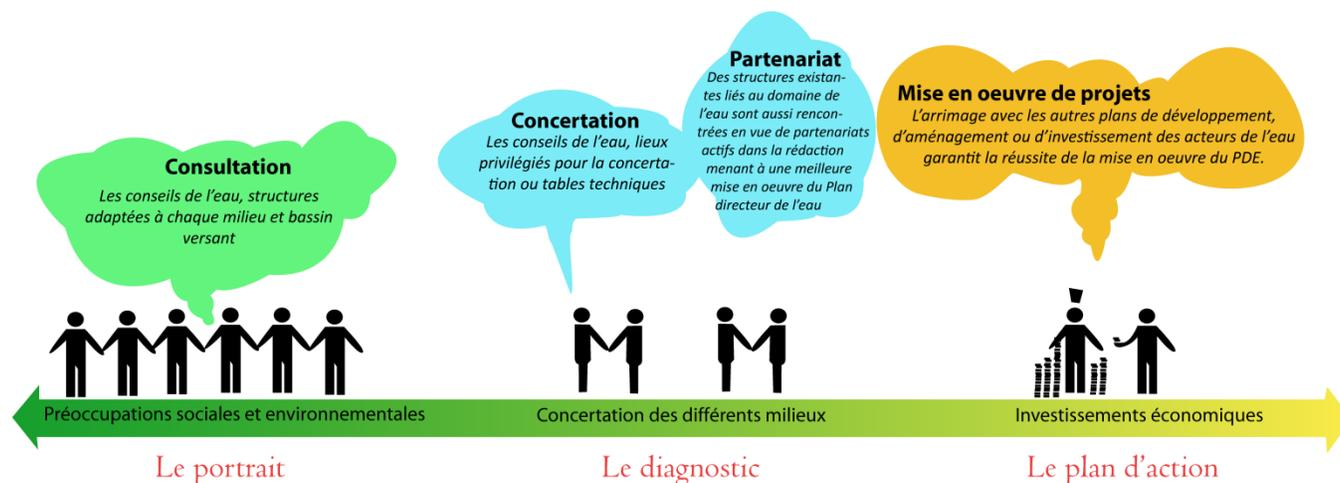 Consultation
Les conseils de l'eau, structures
adaptées à chaque milieu et bassin
versant
Concertation
Les conseils de l'eau, lieux
privilégiés pour la concerta-
tion ou tables techniques
Partenariat
Des structures existan-
tes liés au domaine de
l'eau sont aussi rencon-
trées en vue de partenariats
actifs dans la rédaction
menant à une meilleure
mise en oeuvre du Plan
directeur de l'eau
Mise en oeuvre de projets
L'arrimage avec les autres plans de développement,
d'aménagement ou d'investissement des acteurs de l'eau
garantit la réussite de la mise en oeuvre du PDE.
Préoccupations sociales et environnementales
Concertation des différents milieux
Investissements économiques
Le portrait
Le diagnostic
Le plan d'action